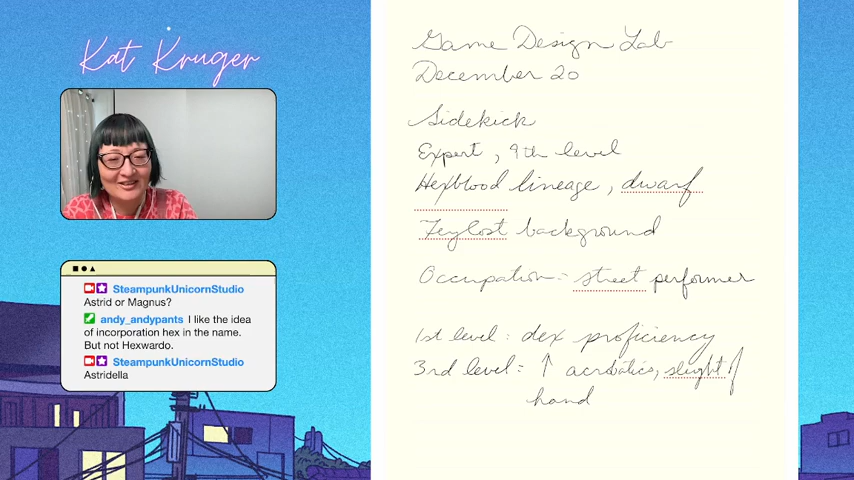 Kat Kruger
SteampunkUnicornStudio
Astrid or Magnus?
andy_andypants I like the idea
of incorporation hex in the name.
But not Hexwardo.
SteampunkUnicornStudio
Astridella
Game Design Lab
December 20
Sidekick
Expert, 9th level
Hexblood lineage, dwarf
Feylost background
Occupation: street performer
1st level: dex proficiency
3rd level: ↑ acrobatics, slight of
hand